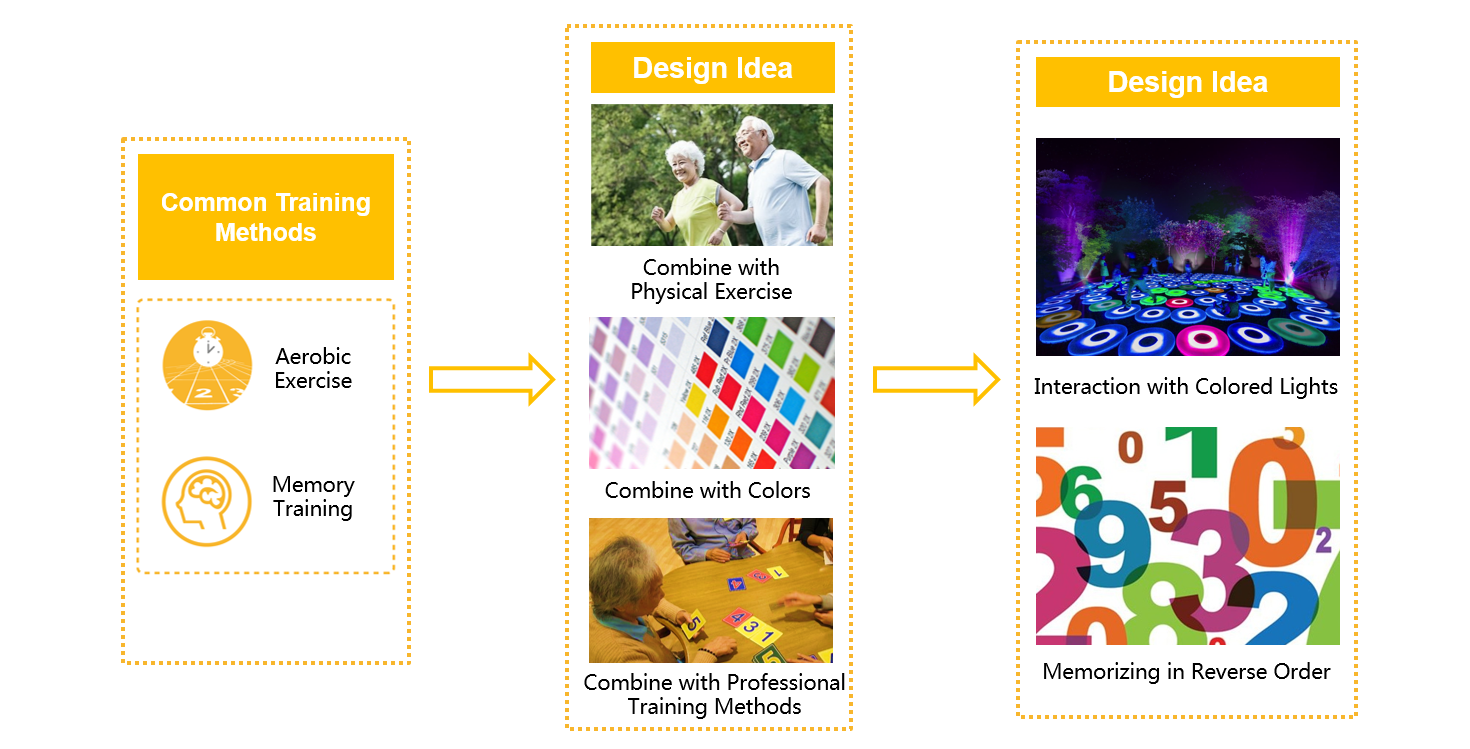 Common Training
Methods
Aerobic
Exercise
Memory
Training
Design Idea
Combine with
Physical Exercise
Combine with Colors
Combine with Professional
Training Methods
Design Idea
Interaction with Colored Lights
Memorizing in Reverse Order